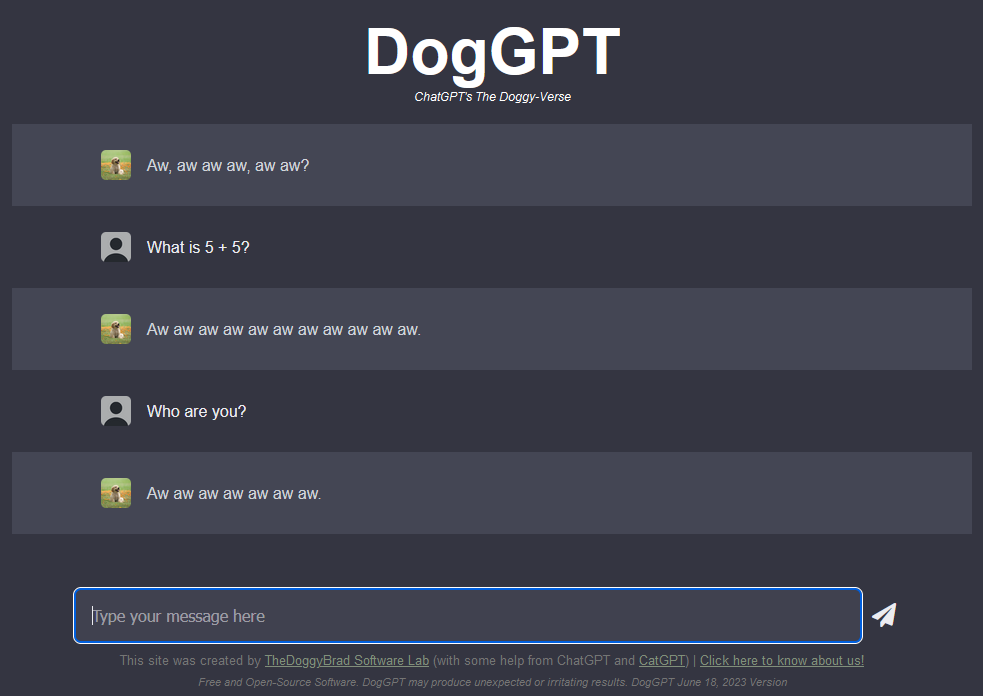 DogGPT
ChatGPT's The Doggy-Verse
Aw, aw aw aw, aw aw?
What is 5 + 5?
Aw aw aw aw aw aw aw aw aw aw aw.
Who are you?
Aw aw aw aw aw aw aw.
Type your message here
This site was created by TheDoggyBrad Software Lab (with some help from ChatGPT and CatGPT) | Click here to know about us!
Free and Open-Source Software. DogGPT may produce unexpected or irritating results. DogGPT June 18, 2023 Version